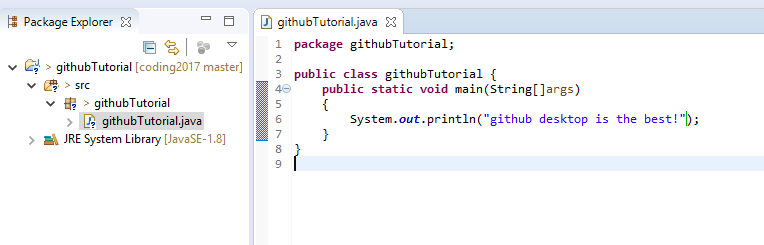 Package Explorer
> githubTutorial [coding2017 master]
> src
> githubTutorial
> githubTutorial.java
JRE System Library [JavaSE-1.8]
githubTutorial.java
1 package githubTutorial;
2
3 public class githubTutorial {
4 public static void main(String[]args)
5 {
6 System.out.println("github desktop is the best!");
7 }
8 }
9